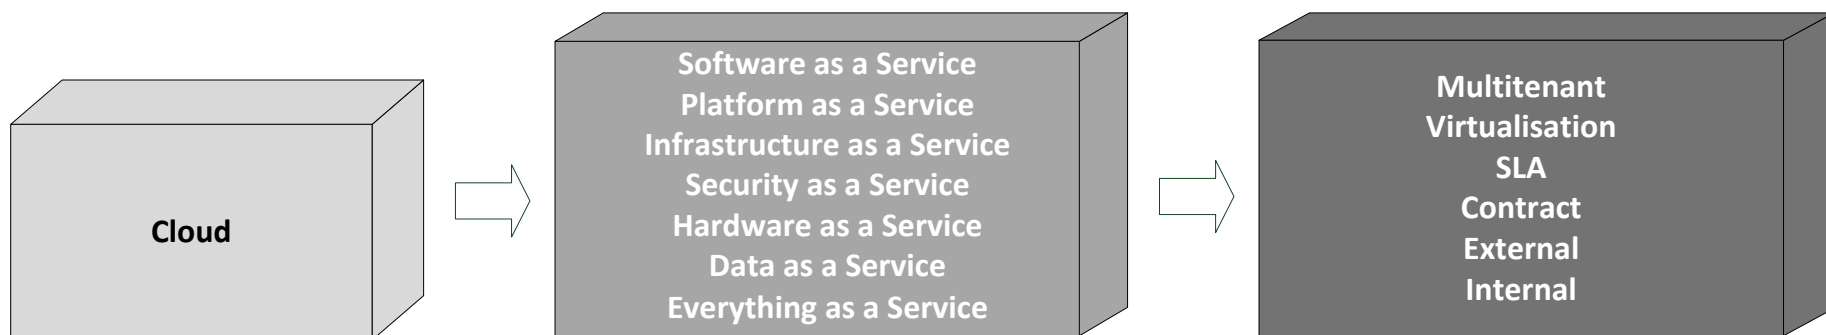 Cloud
Software as a Service
Platform as a Service
Infrastructure as a Service
Security as a Service
Hardware as a Service
Data as a Service
Everything as a Service
Multitenant
Virtualisation
SLA
Contract
External
Internal